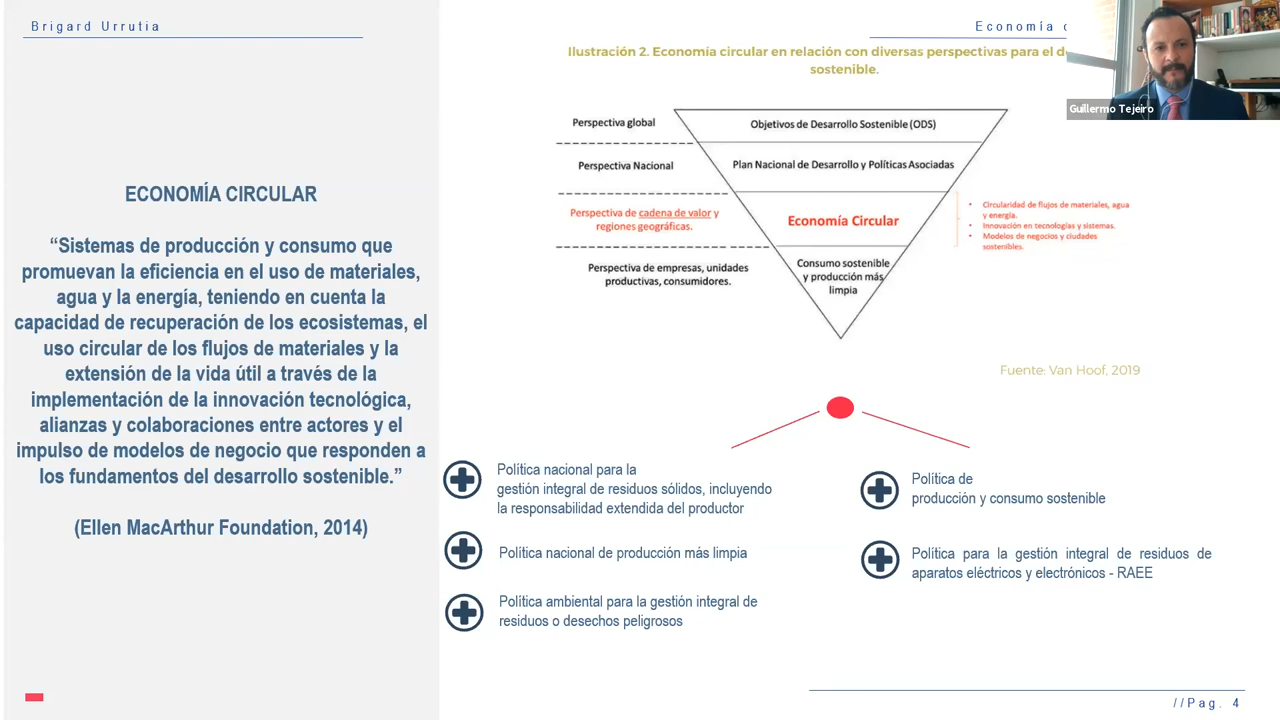 Brigard Urrutia
Economía
Ilustración 2. Economía circular en relación con diversas perspectivas para el
sostenible.
Guillermo Tejeiro
ECONOMÍA CIRCULAR
“Sistemas de producción y consumo que
promuevan la eficiencia en el uso de materiales,
agua y la energía, teniendo en cuenta la
capacidad de recuperación de los ecosistemas, el
uso circular de los flujos de materiales y la
extensión de la vida útil a través de la
implementación de la innovación tecnológica,
alianzas y colaboraciones entre actores y el
impulso de modelos de negocio que responden a
los fundamentos del desarrollo sostenible.”
(Ellen MacArthur Foundation, 2014)
Perspectiva global
Objetivos de Desarrollo Sostenible (ODS)
Perspectiva Nacional
Plan Nacional de Desarrollo y Políticas Asociadas
Perspectiva de cadena de valor y
regiones geográficas.
Economía Circular
• Circularidad de flujos de materiales, agua
y energía.
• Innovación en tecnologías y sistemas.
• Modelos de negocios y ciudades
sostenibles.
Perspectiva de empresas, unidades
productivas, consumidores.
Consumo sostenible
y producción más
limpia
Fuente: Van Hoof, 2019
Política nacional para la
gestión integral de residuos sólidos, incluyendo
la responsabilidad extendida del productor
Política nacional de producción más limpia
Política ambiental para la gestión integral de
residuos o desechos peligrosos
Política de
producción y consumo sostenible
Política para la gestión integral de residuos de
aparatos eléctricos y electrónicos - RAEE
//Pag. 4